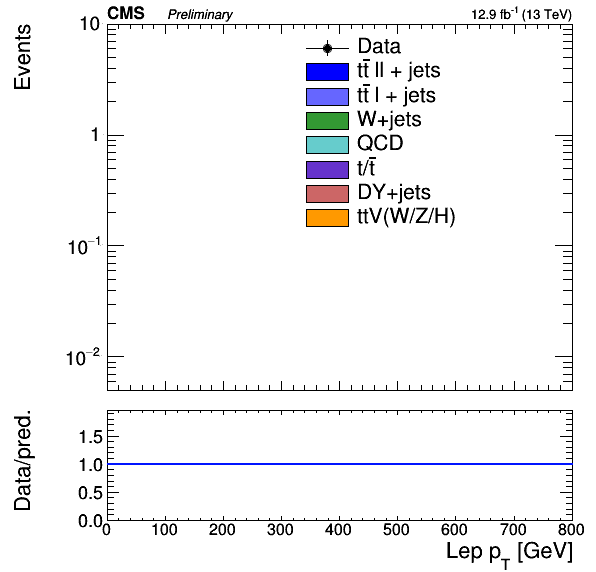 CMS Preliminary 12.9 fb⁻¹ (13 TeV)
Events
10
1
10⁻¹
10⁻²
Data
tt̄ ll + jets
tt̄ l + jets
W+jets
QCD
t/t̄
DY+jets
ttV(W/Z/H)
Data/pred.
1.5
1.0
0.5
0.0
0 100 200 300 400 500 600 700 800
Lep p_T [GeV]